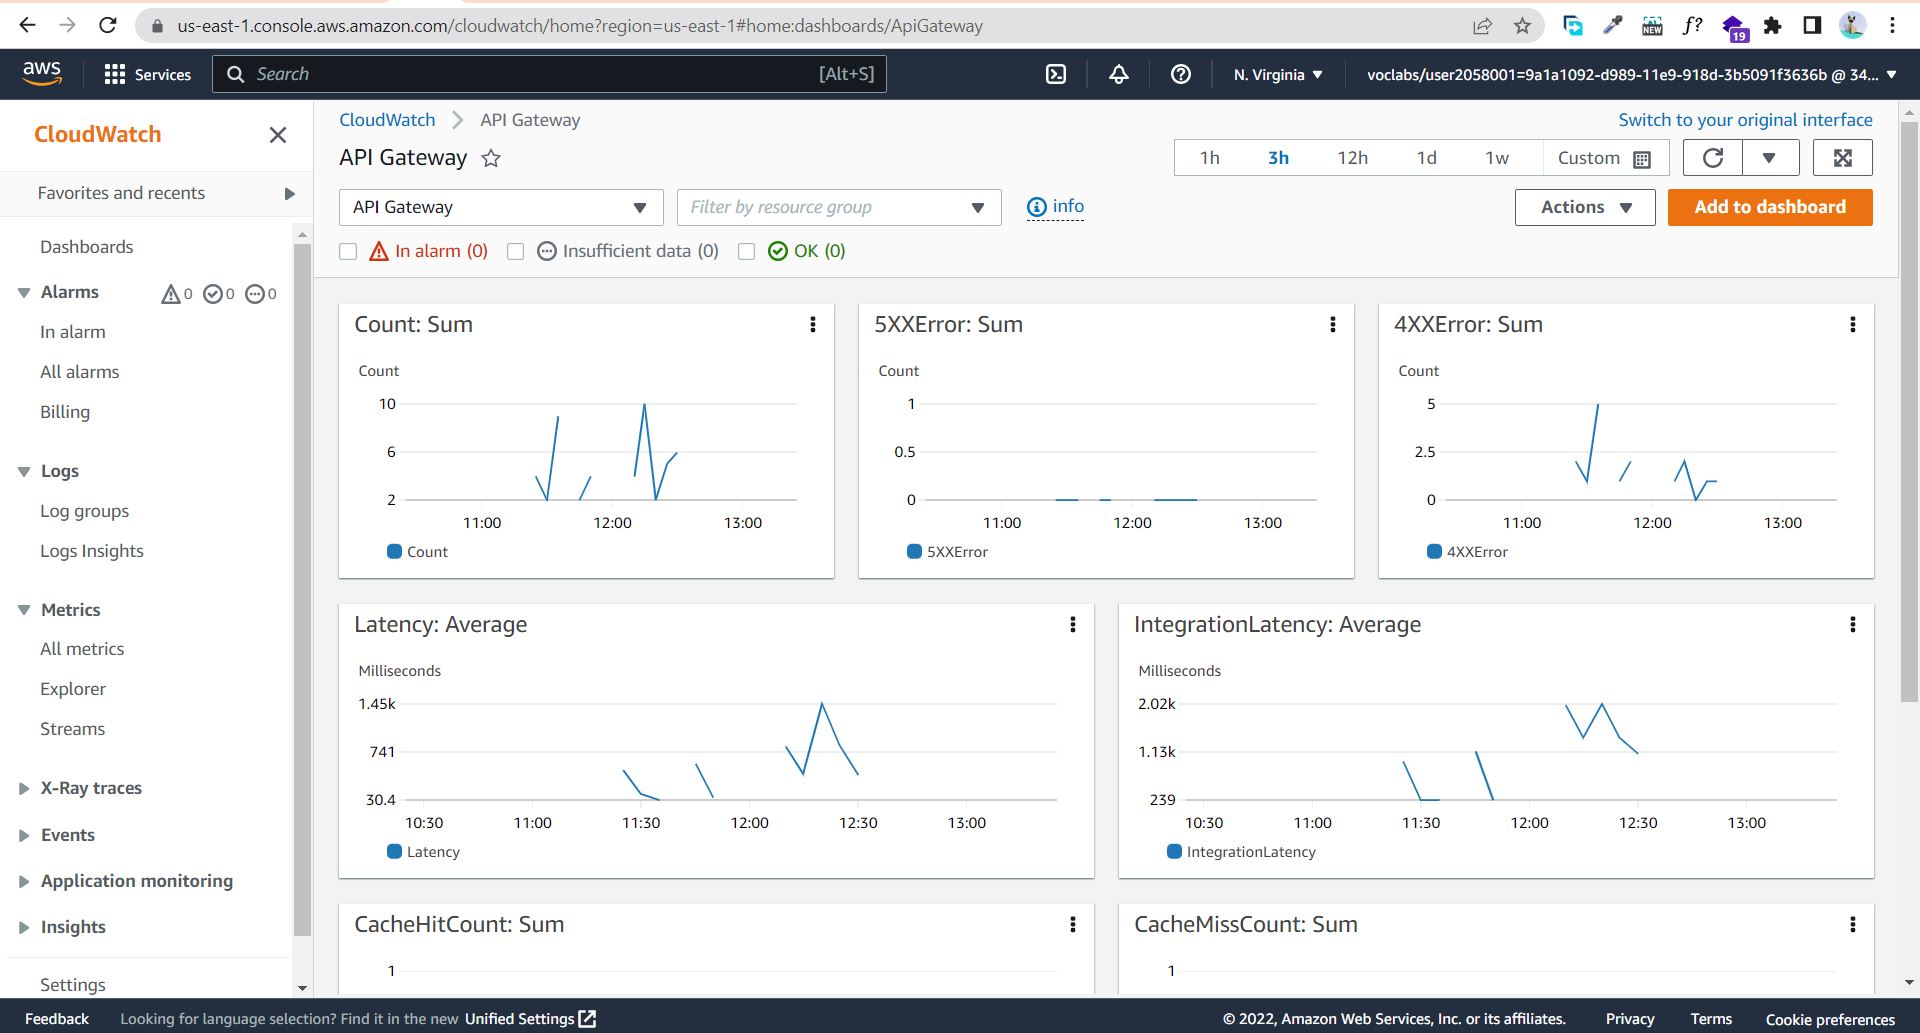 us-east-1.console.aws.amazon.com/cloudwatch/home?region=us-east-1#home:dashboards/ApiGateway
NEW
f?
19
aws
Services
Search
[Alt+S]
N. Virginia
voclabs/user2058001=9a1a1092-d989-11e9-918d-3b5091f3636b @ 34...
CloudWatch
Favorites and recents
Dashboards
Alarms
0
0
0
In alarm
All alarms
Billing
Logs
Log groups
Logs Insights
Metrics
All metrics
Explorer
Streams
X-Ray traces
Events
Application monitoring
Insights
Settings
CloudWatch
API Gateway
Switch to your original interface
API Gateway
1h
3h
12h
1d
1w
Custom
API Gateway
Filter by resource group
info
Actions
Add to dashboard
In alarm (0)
Insufficient data (0)
OK (0)
Count: Sum
Count
10
6
2
11:00
12:00
13:00
Count
5XXError: Sum
Count
1
0.5
0
11:00
12:00
13:00
5XXError
4XXError: Sum
Count
5
2.5
0
11:00
12:00
13:00
4XXError
Latency: Average
Milliseconds
1.45k
741
30.4
10:30
11:00
11:30
12:00
12:30
13:00
Latency
IntegrationLatency: Average
Milliseconds
2.02k
1.13k
239
10:30
11:00
11:30
12:00
12:30
13:00
IntegrationLatency
CacheHitCount: Sum
1
CacheMissCount: Sum
1
Feedback
Looking for language selection? Find it in the new Unified Settings
© 2022, Amazon Web Services, Inc. or its affiliates.
Privacy
Terms
Cookie preferences